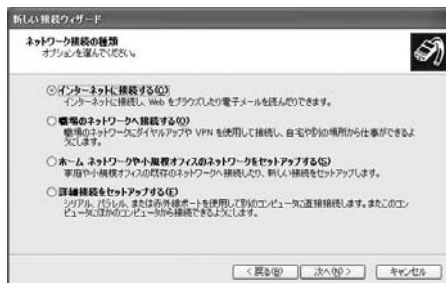 新しい接続ウィザード
ネットワーク接続の種類
オプションを選んでください。
インターネットに接続する(C)
インターネットに接続し、Web をブラウズしたり電子メールを読んだりできます。
職場のネットワークへ接続する(O)
職場のネットワークにダイヤルアップや VPN を使用して接続し、自宅や別の場所から仕事ができるよ
うにします。
ホーム ネットワークや小規模オフィスのネットワークをセットアップする(S)
家庭や小規模オフィスの既存のネットワークへ接続したり、新しい接続をセットアップします。
詳細接続をセットアップする(E)
シリアル、パラレル、または赤外線ポートを使用して別のコンピュータに直接接続します。またこのコン
ピュータにほかのコンピュータから接続できるようにします。
< 戻る(B)
次へ(N) >
キャンセル